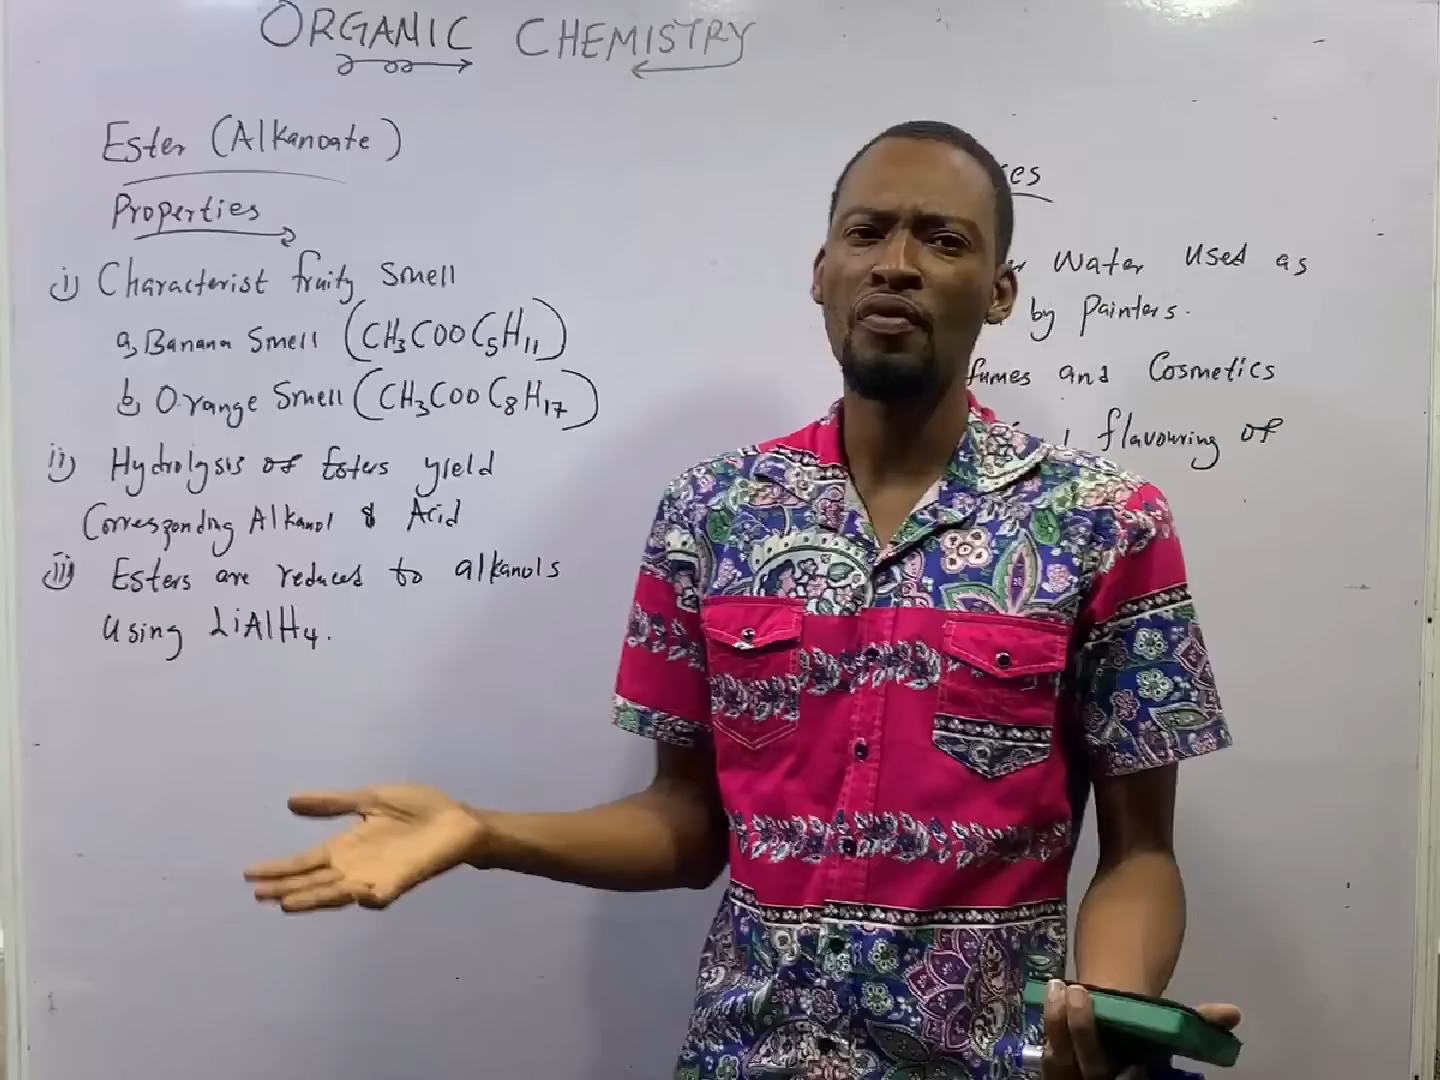 ORGANIC CHEMISTRY
Ester (Alkanoate)
Properties
i) Characterist fruity smell
a, Banana Smell (CH3COOC5H11)
b, Orange Smell (CH3COOC8H17)
ii) Hydrolysis of Esters yield
Corresponding Alkanol & Acid
iii) Esters are reduced to alkanols
using LiAlH4.
Water used as
by painters.
and Cosmetics
flavouring of